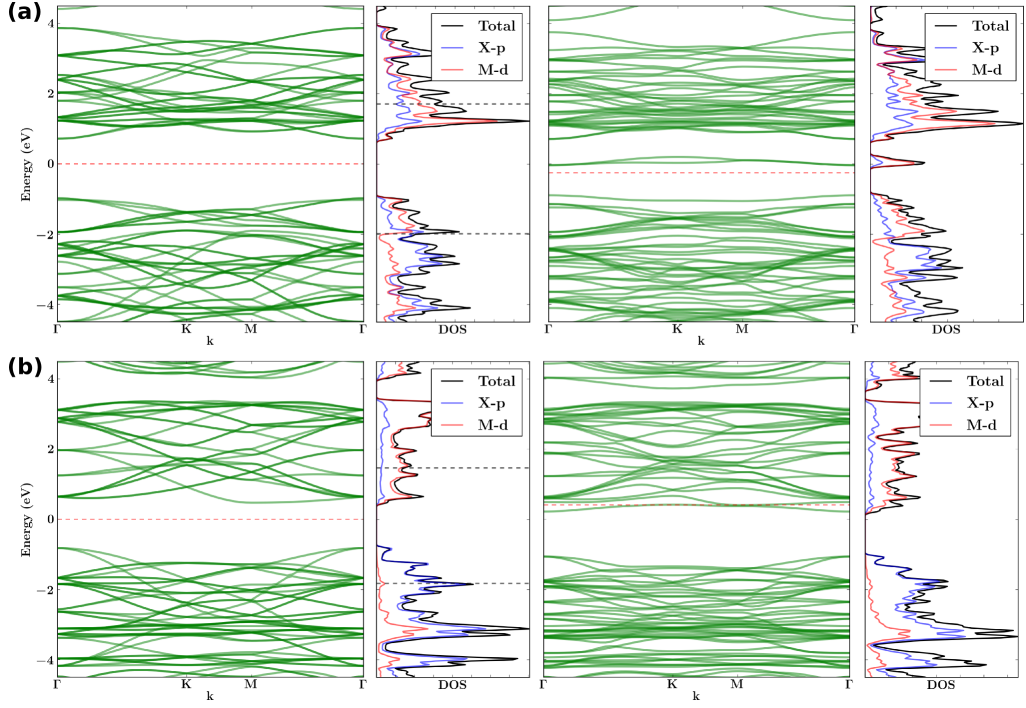 (a)
4
2
0
−2
−4
Energy (eV)
Γ K M Γ
k
Total
X-p
M-d
DOS
Γ K M Γ
k
Total
X-p
M-d
DOS
(b)
4
2
0
−2
−4
Energy (eV)
Γ K M Γ
k
Total
X-p
M-d
DOS
Γ K M Γ
k
Total
X-p
M-d
DOS